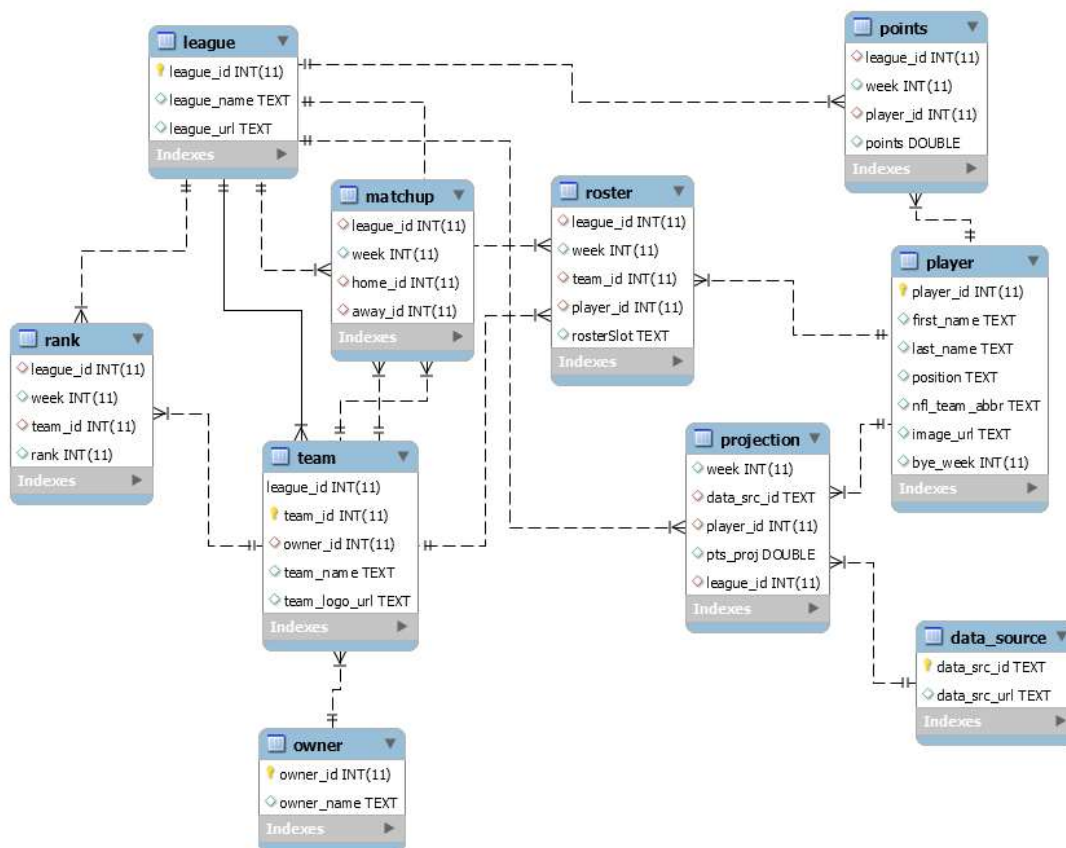 league
league_id INT(11)
league_name TEXT
league_url TEXT
Indexes
points
league_id INT(11)
week INT(11)
player_id INT(11)
points DOUBLE
Indexes
matchup
league_id INT(11)
week INT(11)
home_id INT(11)
away_id INT(11)
Indexes
roster
league_id INT(11)
week INT(11)
team_id INT(11)
player_id INT(11)
rosterSlot TEXT
Indexes
player
player_id INT(11)
first_name TEXT
last_name TEXT
position TEXT
nfl_team_abbr TEXT
image_url TEXT
bye_week INT(11)
Indexes
rank
league_id INT(11)
week INT(11)
team_id INT(11)
rank INT(11)
Indexes
team
league_id INT(11)
team_id INT(11)
owner_id INT(11)
team_name TEXT
team_logo_url TEXT
Indexes
projection
week INT(11)
data_src_id TEXT
player_id INT(11)
pts_proj DOUBLE
league_id INT(11)
Indexes
data_source
data_src_id TEXT
data_src_url TEXT
Indexes
owner
owner_id INT(11)
owner_name TEXT
Indexes